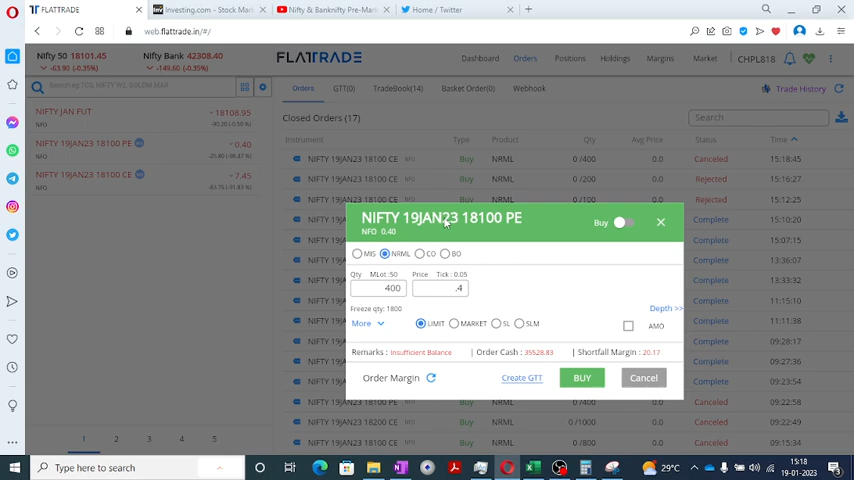 FLATTRADE
Investing.com - Stock Mar
Nifty & Banknifty Pre-Mar
Home / Twitter
web.flattrade.in/#/
Nifty 50 18101.45
-63.90 (-0.35%)
Nifty Bank 42308.40
-149.60 (-0.35%)
FLATTRADE
Dashboard
Orders
Positions
Holdings
Margins
Market
CHPL818
Orders
GTT(0)
TradeBook(14)
Basket Order(0)
Webhook
Trade History
NIFTY JAN FUT
NFO
18108.95
-90.20 (-0.50 %)
NIFTY 19JAN23 18100 PE
NFO
0.40
NIFTY 19JAN23 18100 CE
NFO
7.45
Closed Orders (17)
Search
Instrument Type Product Qty Avg Price Status Time
NIFTY 19JAN23 18100 CE NFO Buy NRML 0 /400 0.0 Canceled 15:18:45
NIFTY 19JAN23 18100 CE NFO Buy NRML 0 /400 0.0 Rejected 15:16:27
NIFTY 19JAN23 18100 CE NFO Buy NRML 0 /100 0.0 Rejected 15:12:25
Complete 15:10:20
Complete 15:07:15
Complete 13:36:07
Complete 13:33:32
Complete 11:15:10
Complete 11:11:38
Complete 09:28:17
Complete 09:27:36
Complete 09:23:54
Canceled 09:22:58
NIFTY 19JAN23 18200 CE NFO Buy NRML 0 /1000 0.0 Canceled 09:22:49
NIFTY 19JAN23 18100 PE NFO Buy NRML 0 /800 0.0 Canceled 09:15:34
NIFTY 19JAN23 18100 PE
NFO 0.40
Buy
MIS NRML CO BO
Qty MLot :50 Price Tick : 0.05
400 .4
Freeze qty: 1800
Depth >>
More LIMIT MARKET SL SLM AMO
Remarks : Insufficient Balance | Order Cash : 35528.83 | Shortfall Margin : 20.17
Order Margin Create GTT BUY Cancel
1 2 3 4 5
Type here to search
29°C
15:18
19-01-2023
3